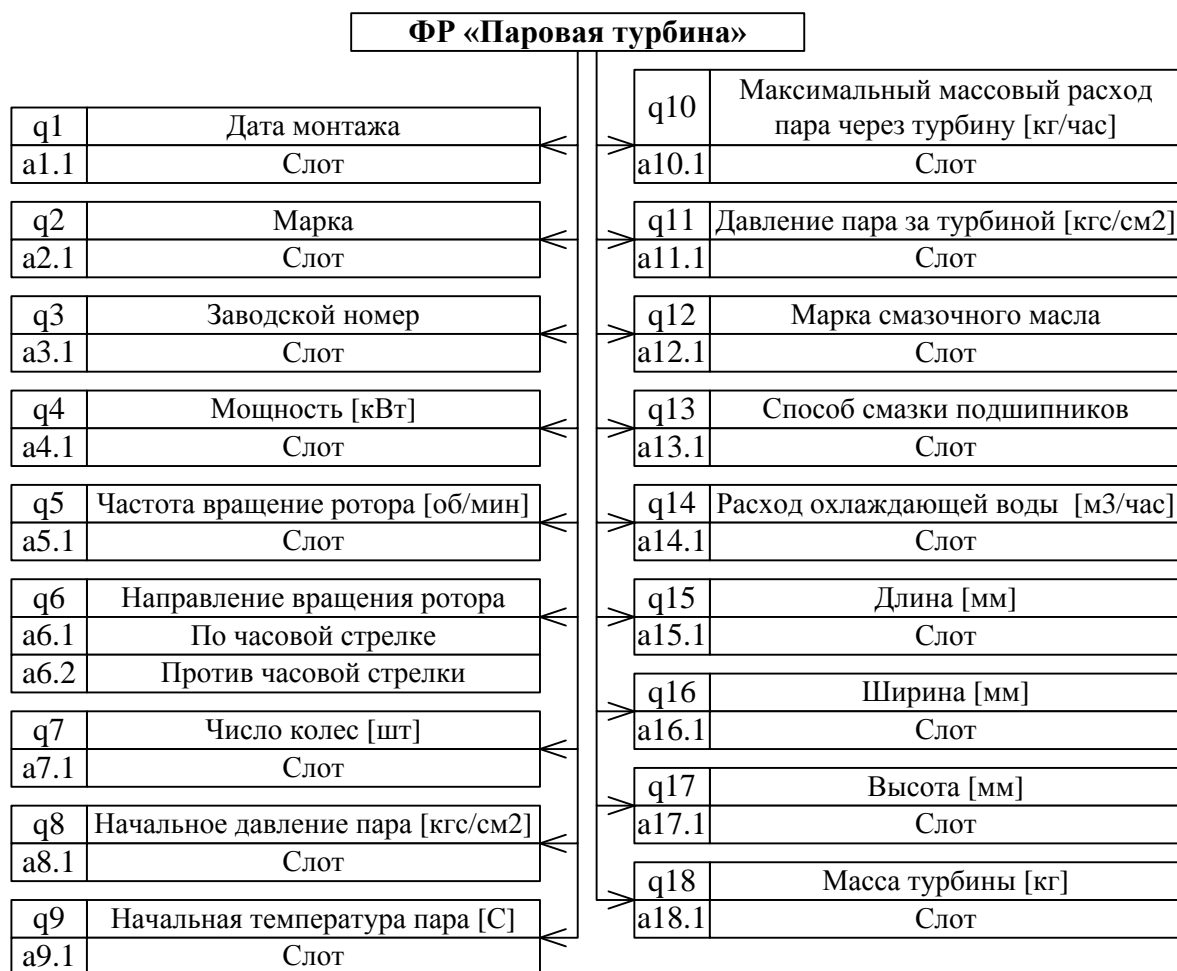 ФР «Паровая турбина»
q1 Дата монтажа
a1.1 Слот
q2 Марка
a2.1 Слот
q3 Заводской номер
a3.1 Слот
q4 Мощность [кВт]
a4.1 Слот
q5 Частота вращение ротора [об/мин]
a5.1 Слот
q6 Направление вращения ротора
a6.1 По часовой стрелке
a6.2 Против часовой стрелки
q7 Число колес [шт]
a7.1 Слот
q8 Начальное давление пара [кгс/см2]
a8.1 Слот
q9 Начальная температура пара [С]
a9.1 Слот
q10 Максимальный массовый расход
пара через турбину [кг/час]
a10.1 Слот
q11 Давление пара за турбиной [кгс/см2]
a11.1 Слот
q12 Марка смазочного масла
a12.1 Слот
q13 Способ смазки подшипников
a13.1 Слот
q14 Расход охлаждающей воды [м3/час]
a14.1 Слот
q15 Длина [мм]
a15.1 Слот
q16 Ширина [мм]
a16.1 Слот
q17 Высота [мм]
a17.1 Слот
q18 Масса турбины [кг]
a18.1 Слот